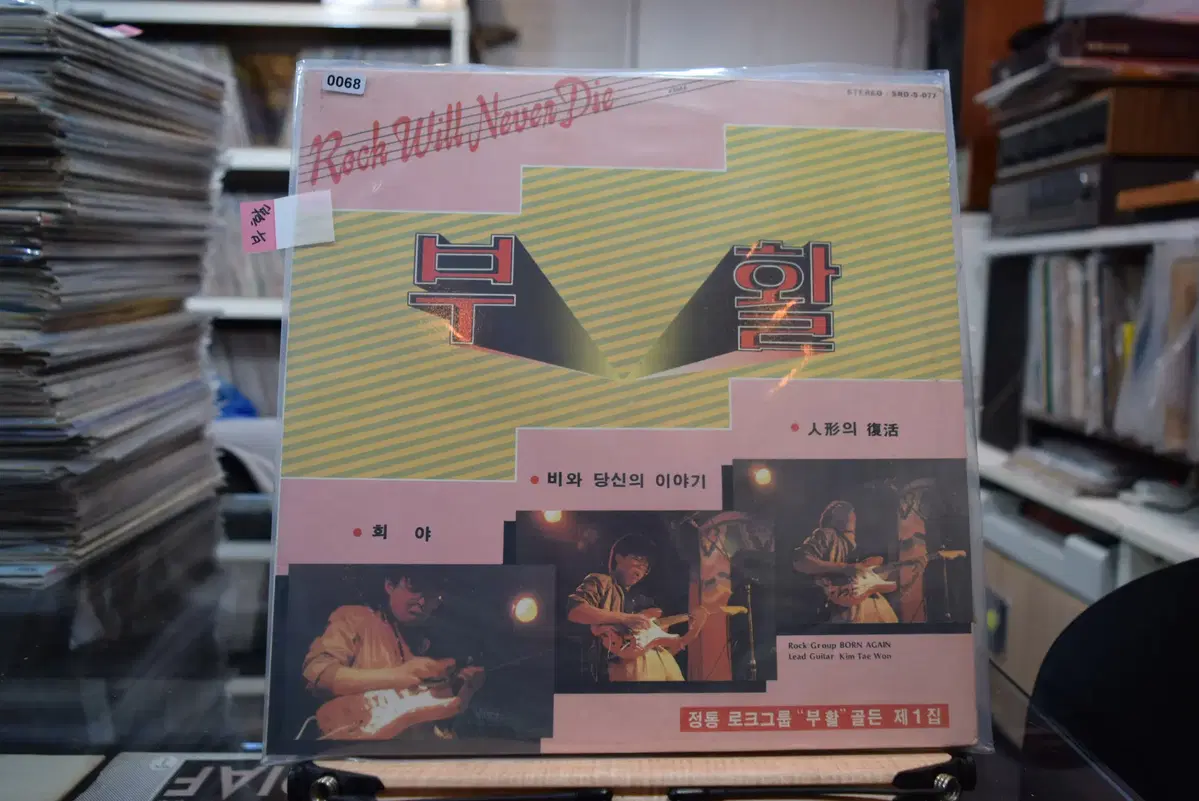 0068
Rock Will Never Die
STEREO · SRD-S-077
부활
• 人形의 復活
• 비와 당신의 이야기
• 희 야
Rock Group BORN AGAIN
Lead Guitar Kim Tae Won
정통 로크그룹 "부활" 골든 제1집